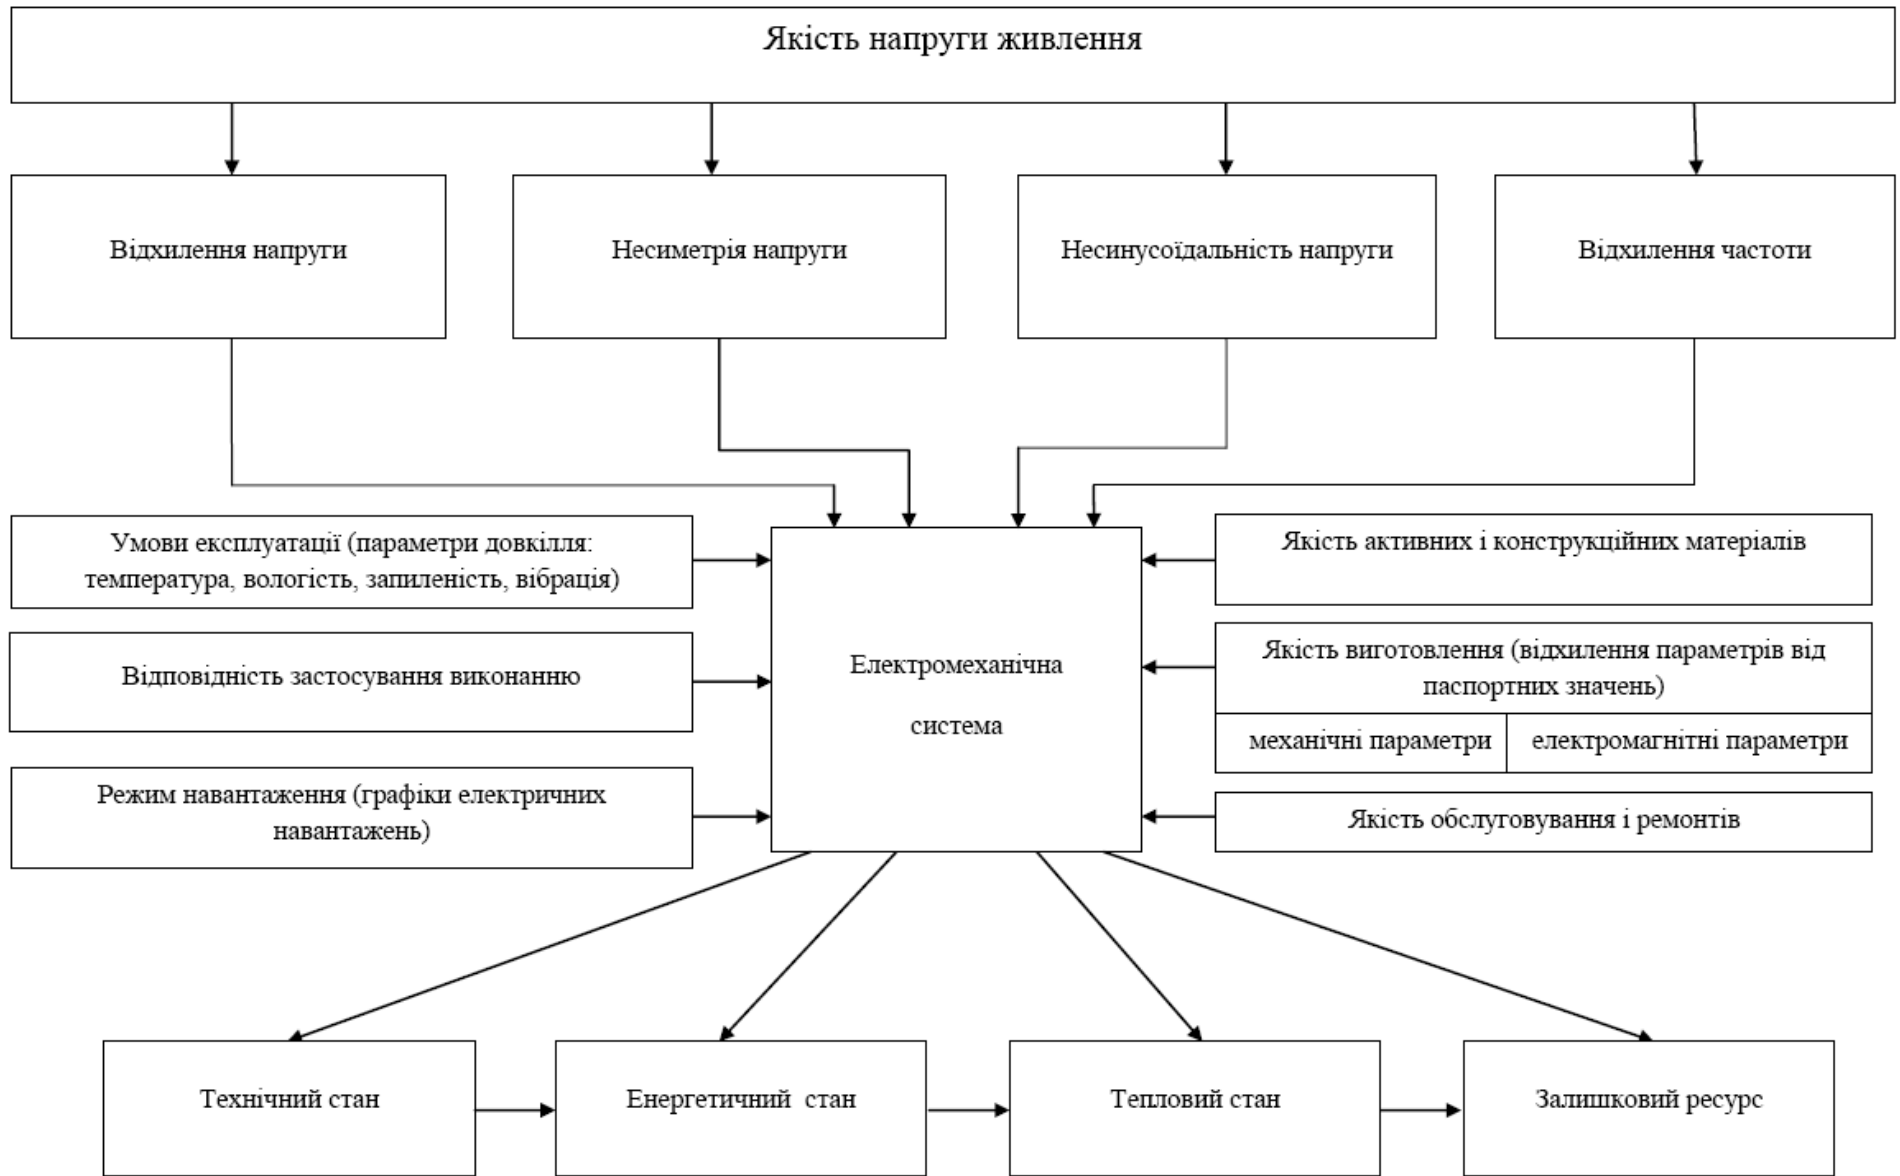 Якість напруги живлення
Відхилення напруги
Несиметрія напруги
Несинусоїдальність напруги
Відхилення частоти
Умови експлуатації (параметри довкілля:
температура, вологість, запиленість, вібрація)
Відповідність застосування виконанню
Режим навантаження (графіки електричних
навантажень)
Електромеханічна
система
Якість активних і конструкційних матеріалів
Якість виготовлення (відхилення параметрів від
паспортних значень)
механічні параметри
електромагнітні параметри
Якість обслуговування і ремонтів
Технічний стан
Енергетичний стан
Тепловий стан
Залишковий ресурс